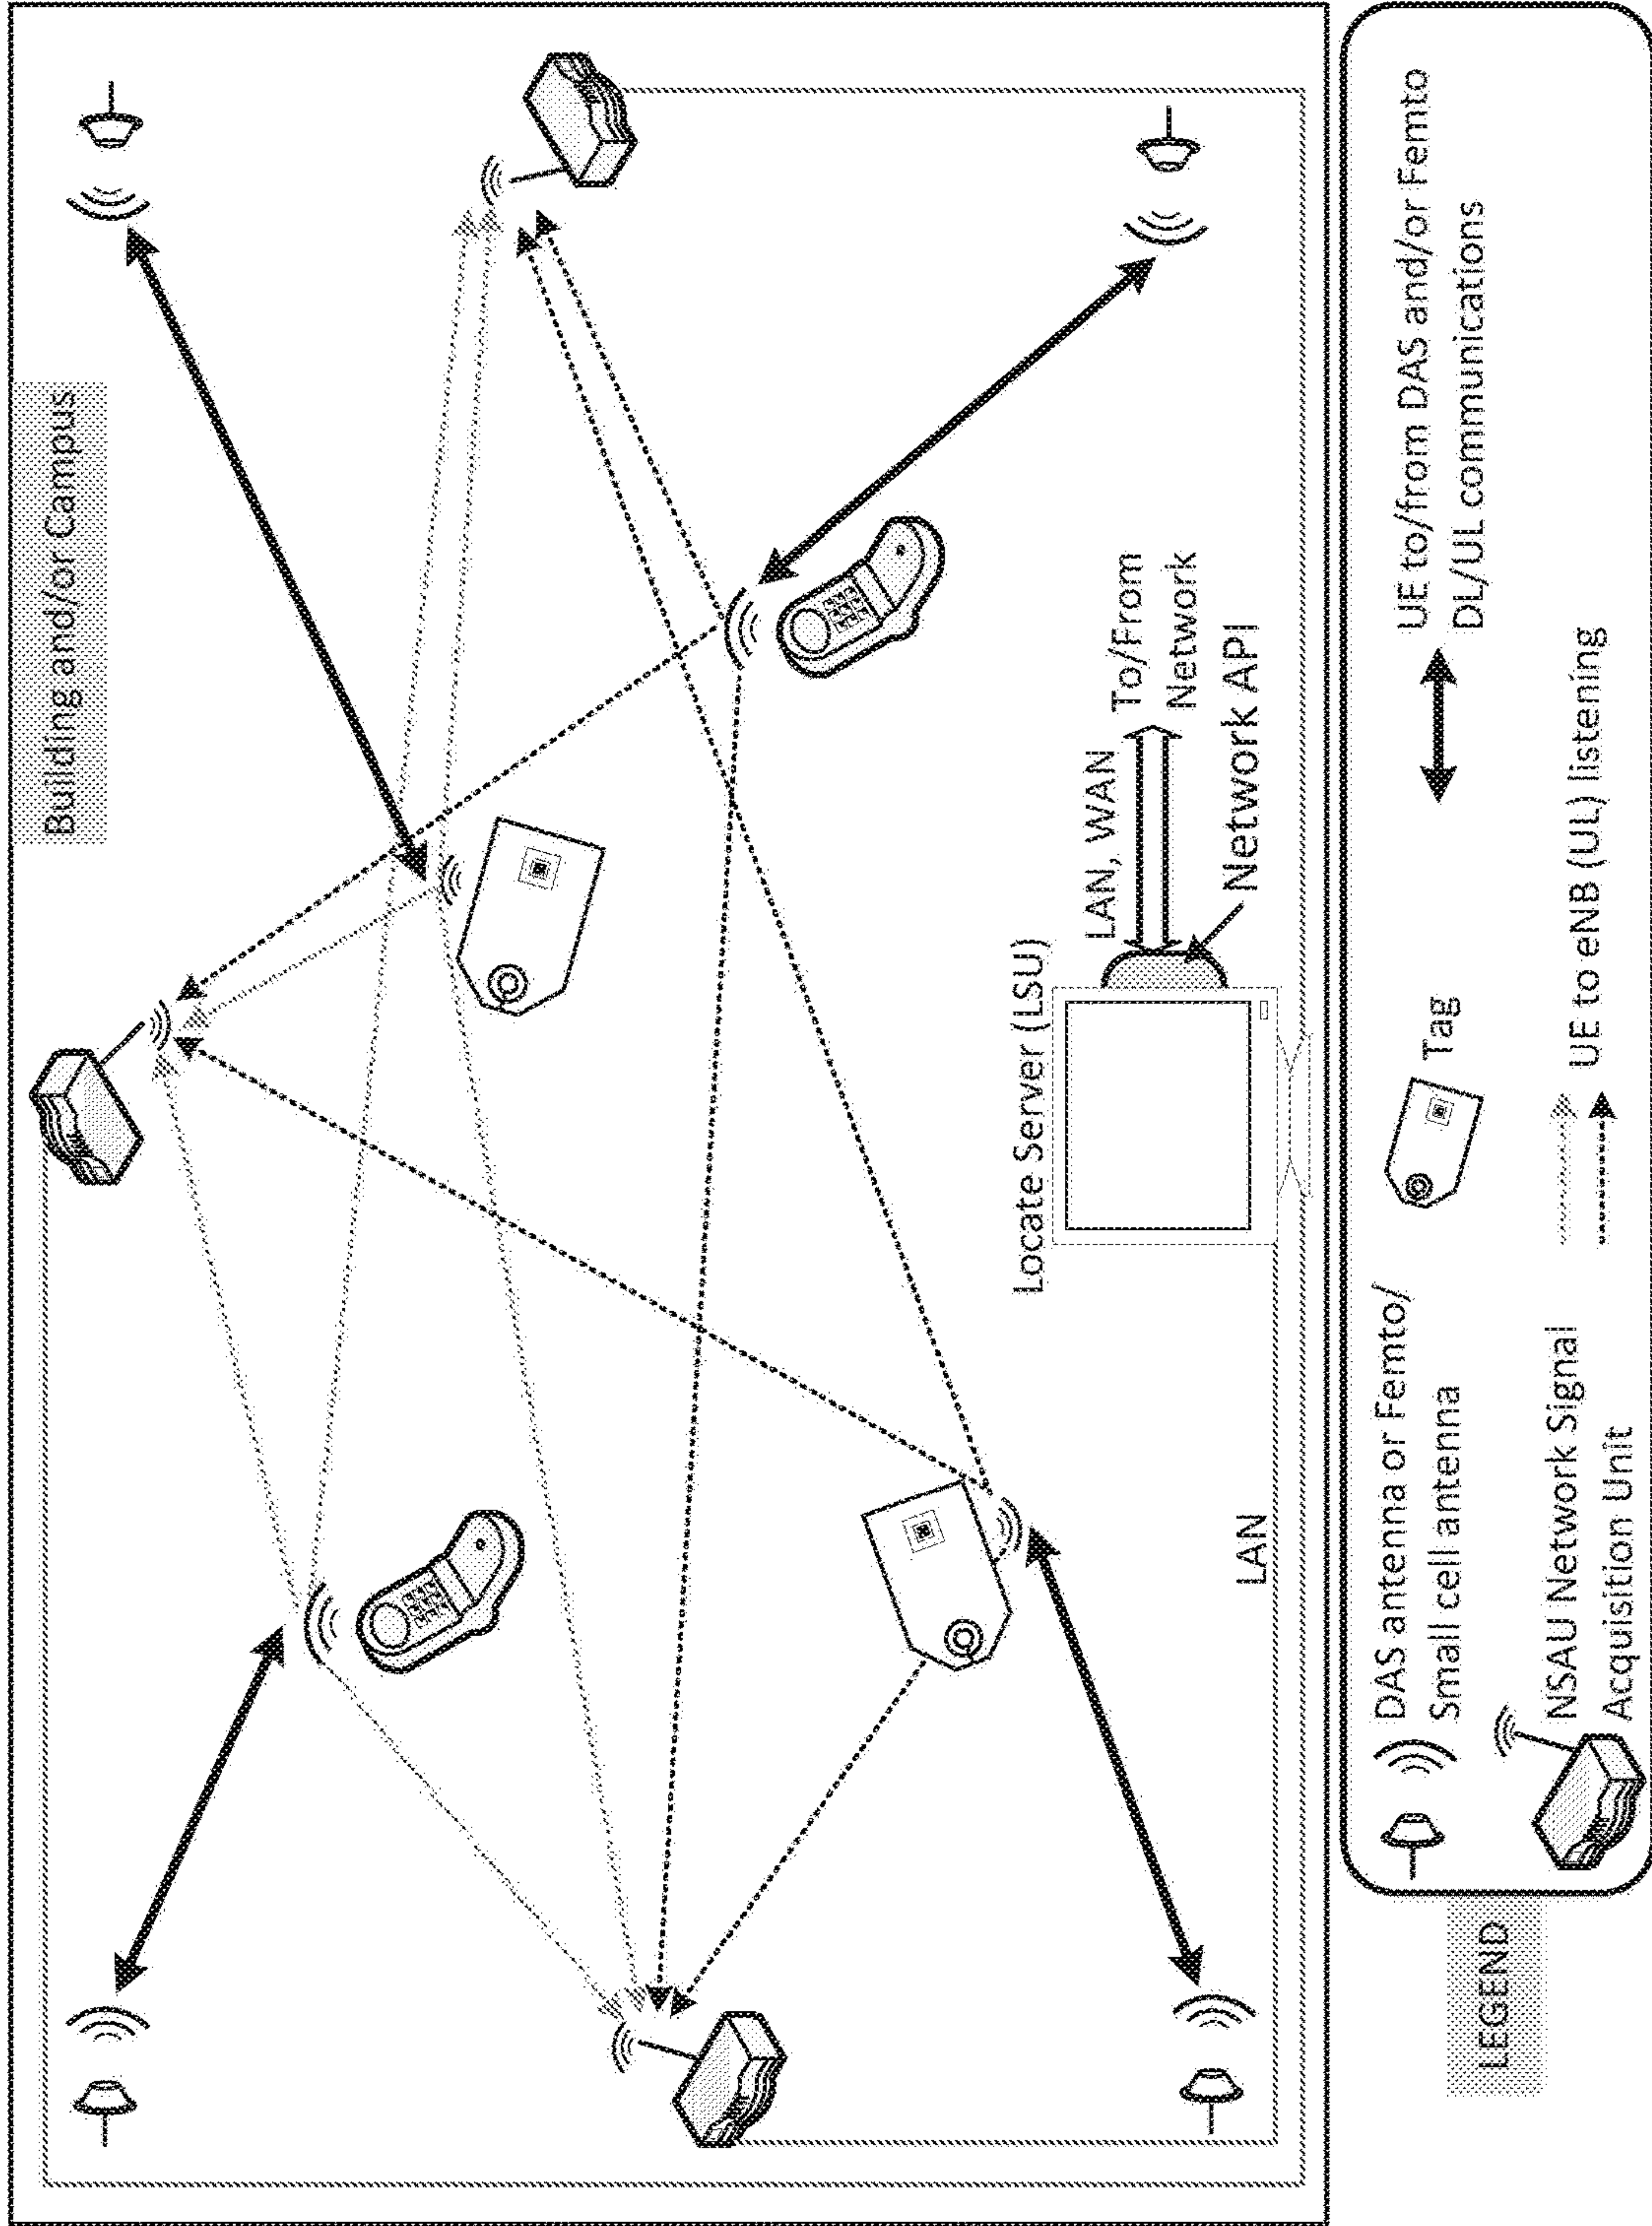 Building and/or Campus
Locate Server (LSU)
LAN, WAN
To/From
Network
Network API
LAN
LEGEND
DAS antenna or Femto/
Small cell antenna
Tag
UE to/from DAS and/or Femto
DL/UL communications
NSAU Network Signal
Acquisition Unit
UE to eNB (UL) listening